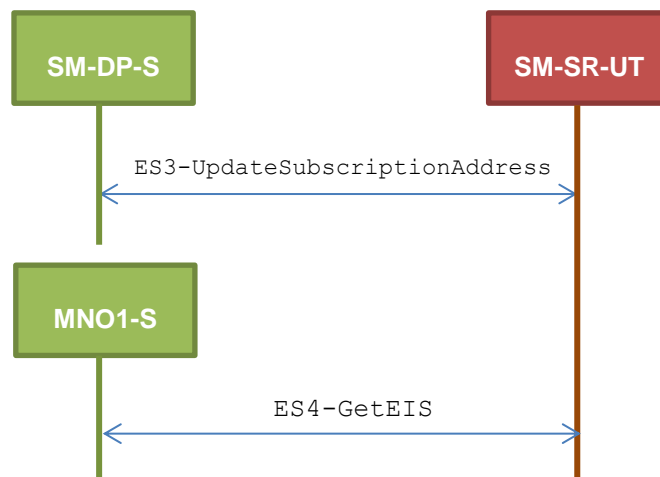 SM-DP-S
SM-SR-UT
ES3-UpdateSubscriptionAddress
MNO1-S
ES4-GetEIS